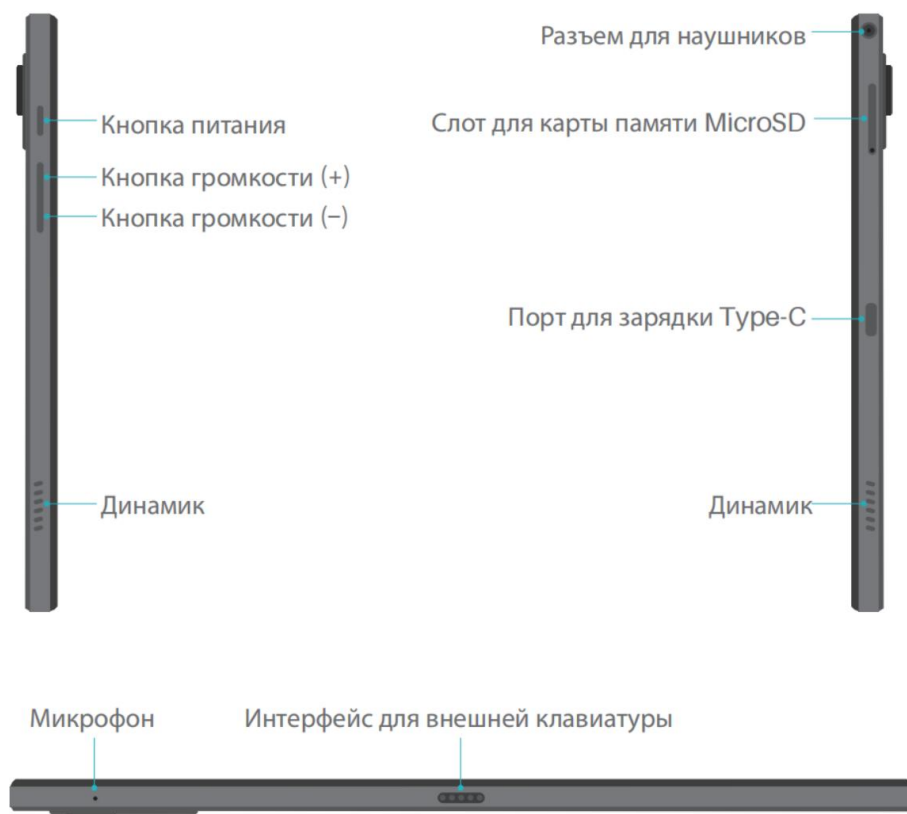 Разъем для наушников
Кнопка питания
Слот для карты памяти MicroSD
Кнопка громкости (+)
Кнопка громкости (−)
Порт для зарядки Type-C
Динамик
Динамик
Микрофон
Интерфейс для внешней клавиатуры